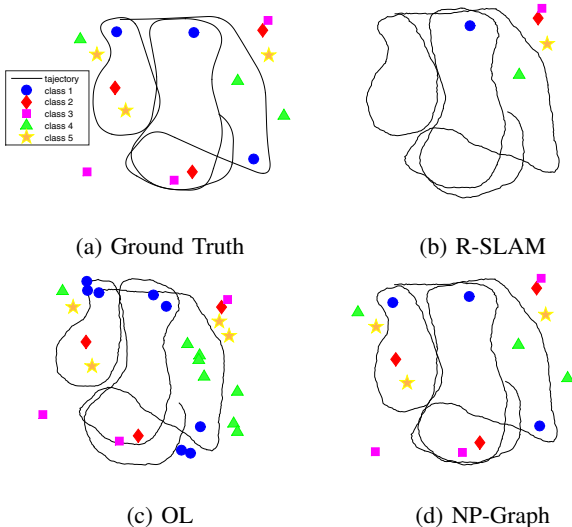 tajectory
class 1
class 2
class 3
class 4
class 5
(a) Ground Truth
(b) R-SLAM
(c) OL
(d) NP-Graph